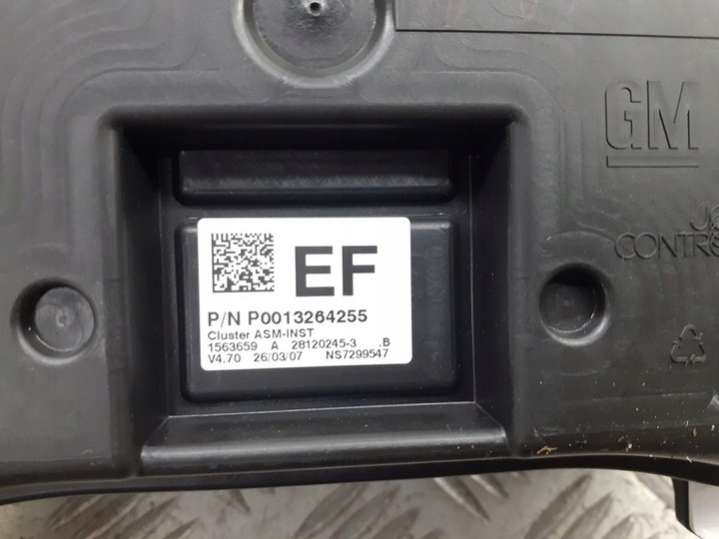 GM
CONTR
EF
P/N P0013264255
Cluster ASM-INST
1563659 A 28120245-3 .B
V4.70 26/03/07 NS7299547